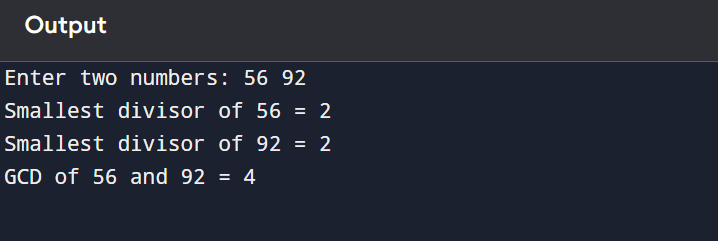 Output
Enter two numbers: 56 92
Smallest divisor of 56 = 2
Smallest divisor of 92 = 2
GCD of 56 and 92 = 4